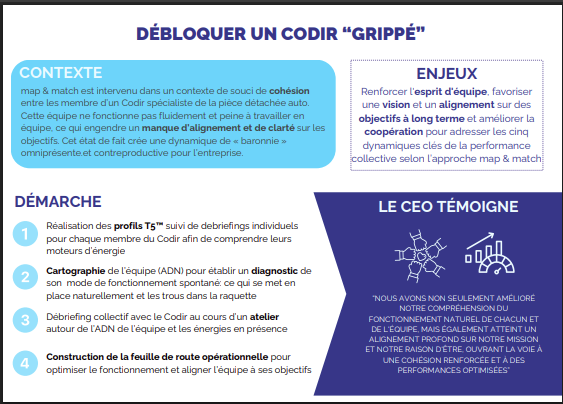 DÉBLOQUER UN CODIR “GRIPPÉ”
CONTEXTE
map & match est intervenu dans un contexte de souci de cohésion
entre les membre d'un Codir spécialiste de la pièce détachée auto.
Cette équipe ne fonctionne pas fluidement et peine à travailler en
équipe, ce qui engendre un manque d'alignement et de clarté sur les
objectifs. Cet état de fait crée une dynamique de « baronnie »
omniprésente et contreproductive pour l'entreprise.
ENJEUX
Renforcer l'esprit d'équipe, favoriser
une vision et un alignement sur des
objectifs à long terme et améliorer la
coopération pour adresser les cinq
dynamiques clés de la performance
collective selon l'approche map & match
DÉMARCHE
1
Réalisation des profils T5™ suivi de debriefings individuels
pour chaque membre du Codir afin de comprendre leurs
moteurs d'énergie
2
Cartographie de l'équipe (ADN) pour établir un diagnostic de
son mode de fonctionnement spontané: ce qui se met en
place naturellement et les trous dans la raquette
3
Débriefing collectif avec le Codir au cours d'un atelier
autour de l'ADN de l'équipe et les énergies en présence
4
Construction de la feuille de route opérationnelle pour
optimiser le fonctionnement et aligner l'équipe à ses objectifs
LE CEO TÉMOIGNE
"NOUS AVONS NON SEULEMENT AMÉLIORÉ
NOTRE COMPRÉHENSION DU
FONCTIONNEMENT NATUREL DE CHACUN ET
DE L'ÉQUIPE, MAIS ÉGALEMENT ATTEINT UN
ALIGNEMENT PROFOND SUR NOTRE MISSION
ET NOTRE RAISON D'ÊTRE, OUVRANT LA VOIE À
UNE COHÉSION RENFORCÉE ET À DES
PERFORMANCES OPTIMISÉES"